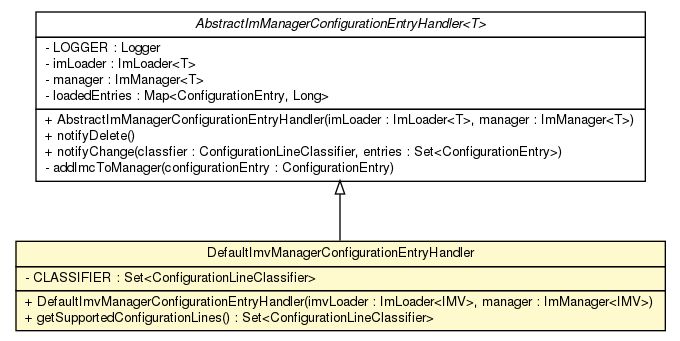 AbstractImManagerConfigurationEntryHandler<T>
- LOGGER : Logger
- imLoader : ImLoader<T>
- manager : ImManager<T>
- loadedEntries : Map<ConfigurationEntry, Long>
+ AbstractImManagerConfigurationEntryHandler(imLoader : ImLoader<T>, manager : ImManager<T>)
+ notifyDelete()
+ notifyChange(classfier : ConfigurationLineClassifier, entries : Set<ConfigurationEntry>)
- addImcToManager(configurationEntry : ConfigurationEntry)
DefaultImvManagerConfigurationEntryHandler
- CLASSIFIER : Set<ConfigurationLineClassifier>
+ DefaultImvManagerConfigurationEntryHandler(imvLoader : ImLoader<IMV>, manager : ImManager<IMV>)
+ getSupportedConfigurationLines() : Set<ConfigurationLineClassifier>